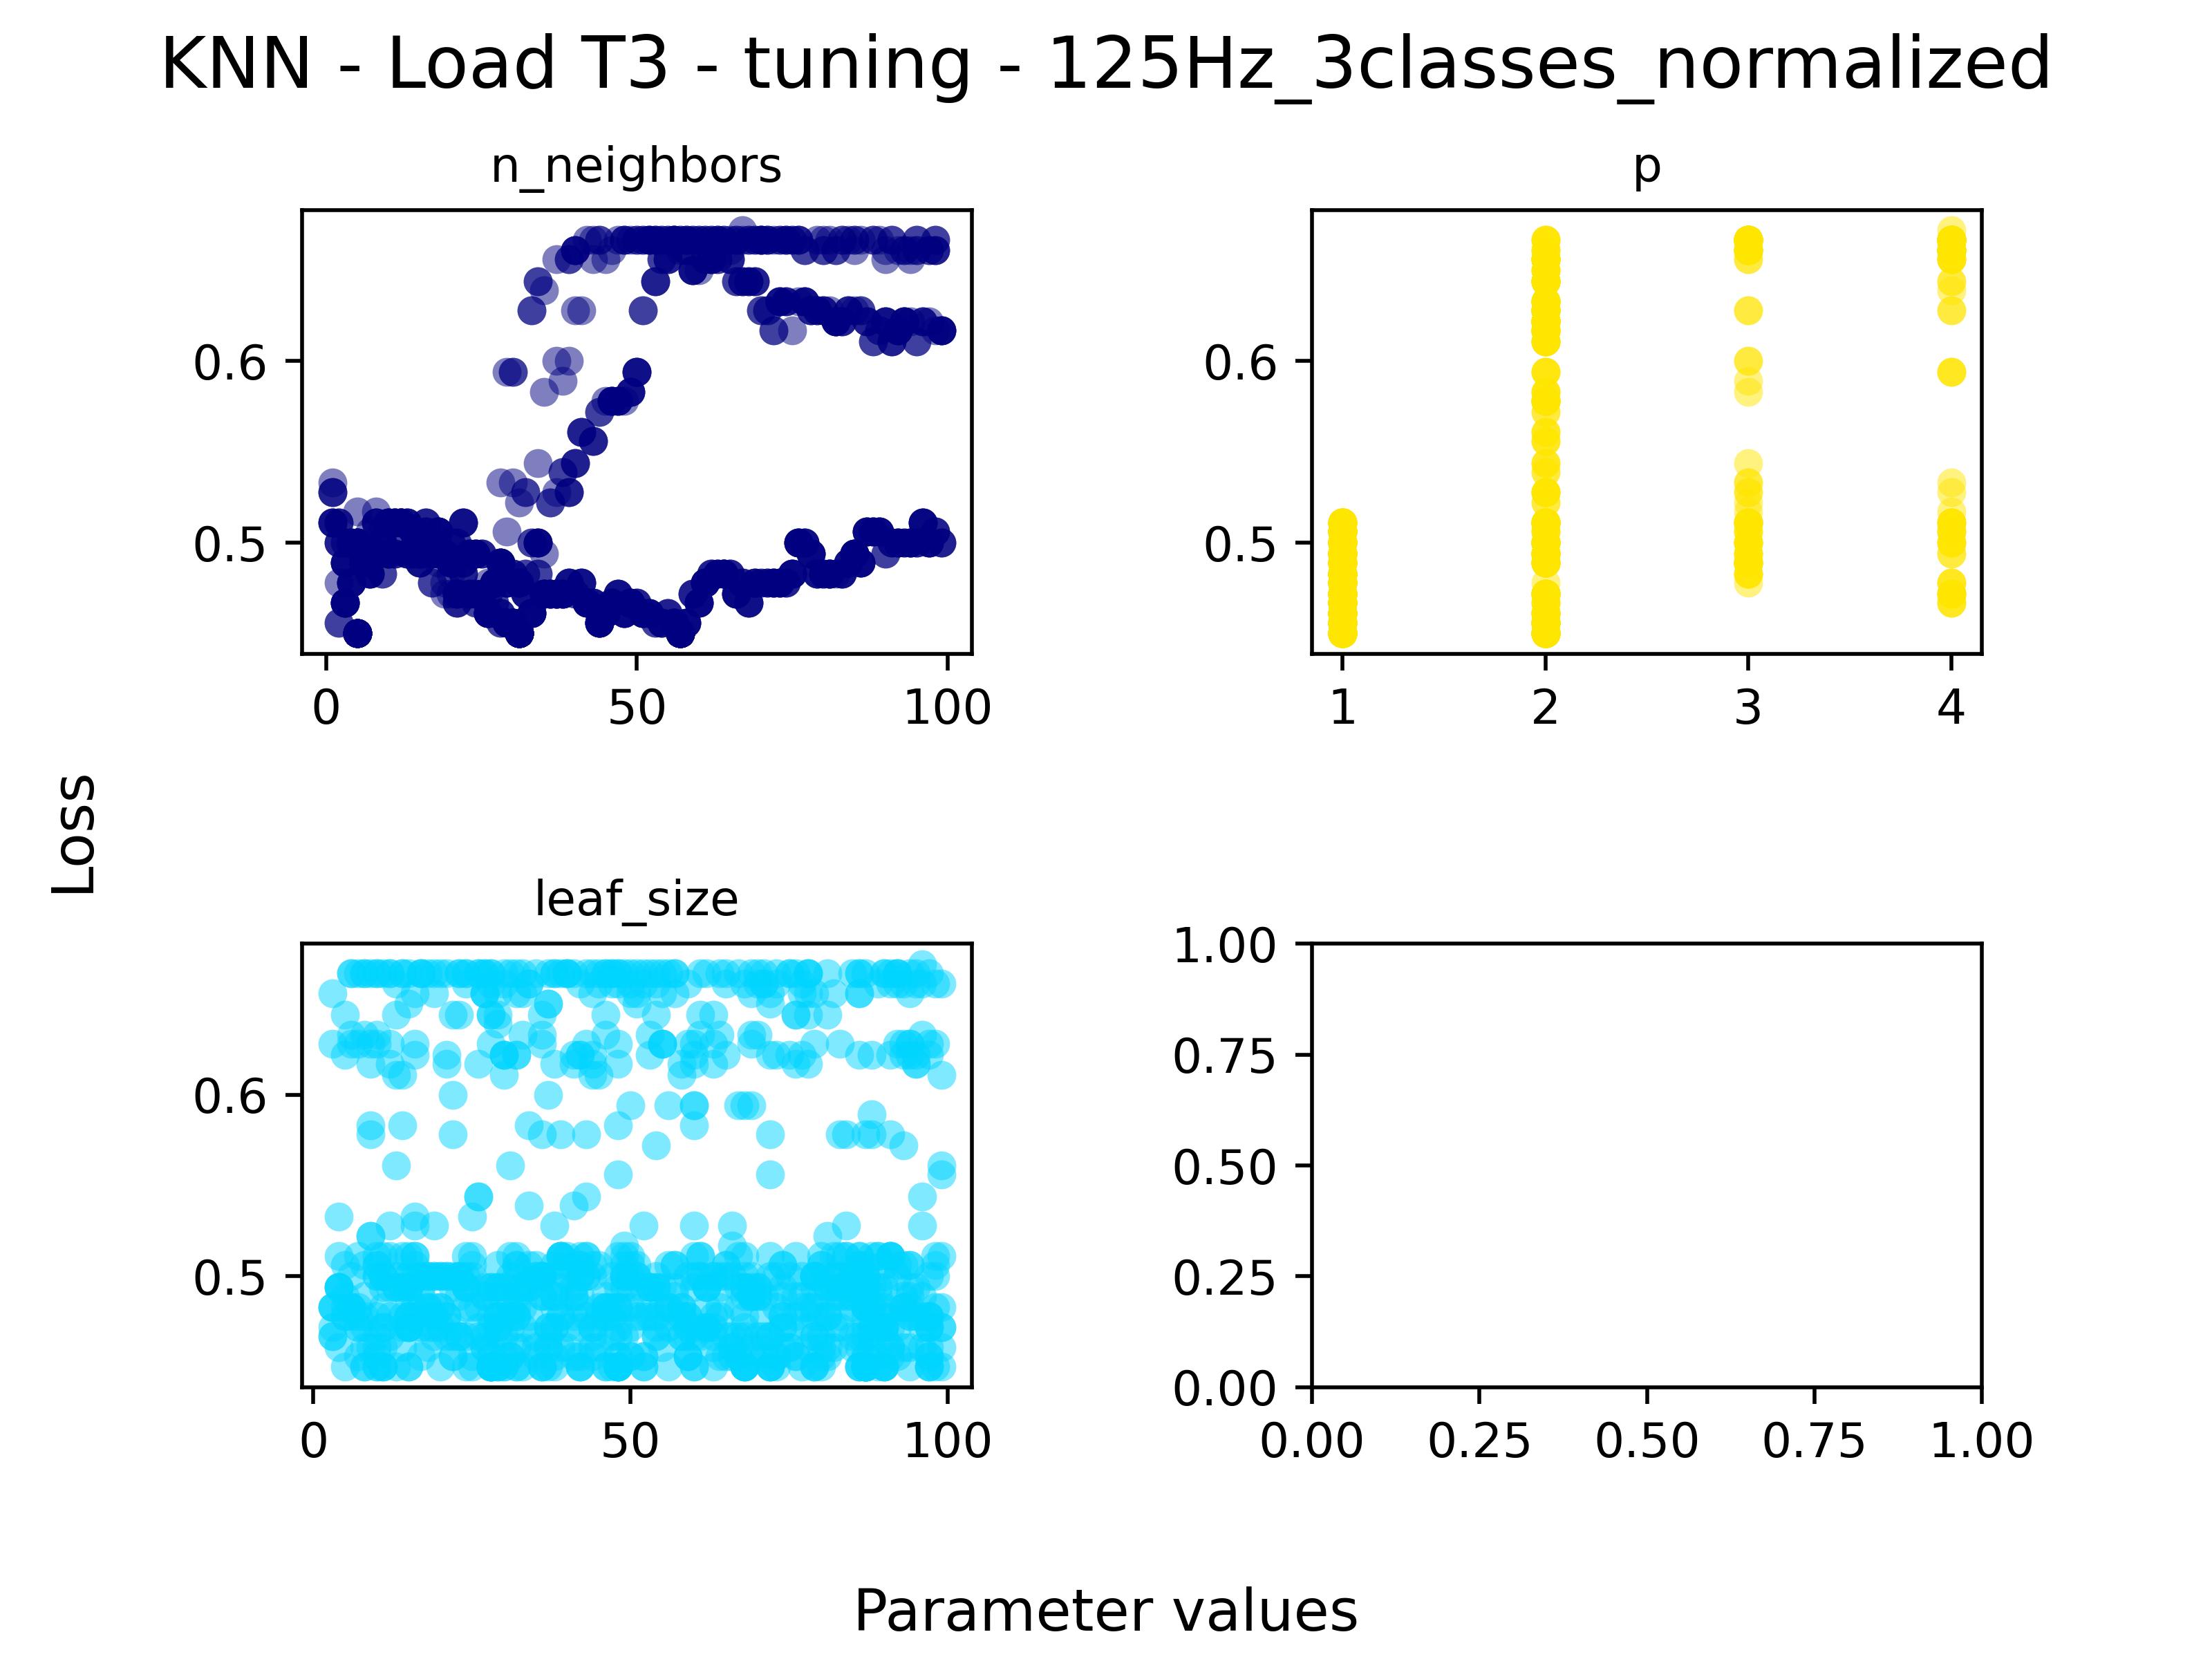 KNN - Load T3 - tuning - 125Hz_3classes_normalized
n_neighbors
0.6
0.5
0 50 100
p
0.6
0.5
1 2 3 4
Loss
leaf_size
0.6
0.5
0 50 100
1.00
0.75
0.50
0.25
0.00
0.00 0.25 0.50 0.75 1.00
Parameter values